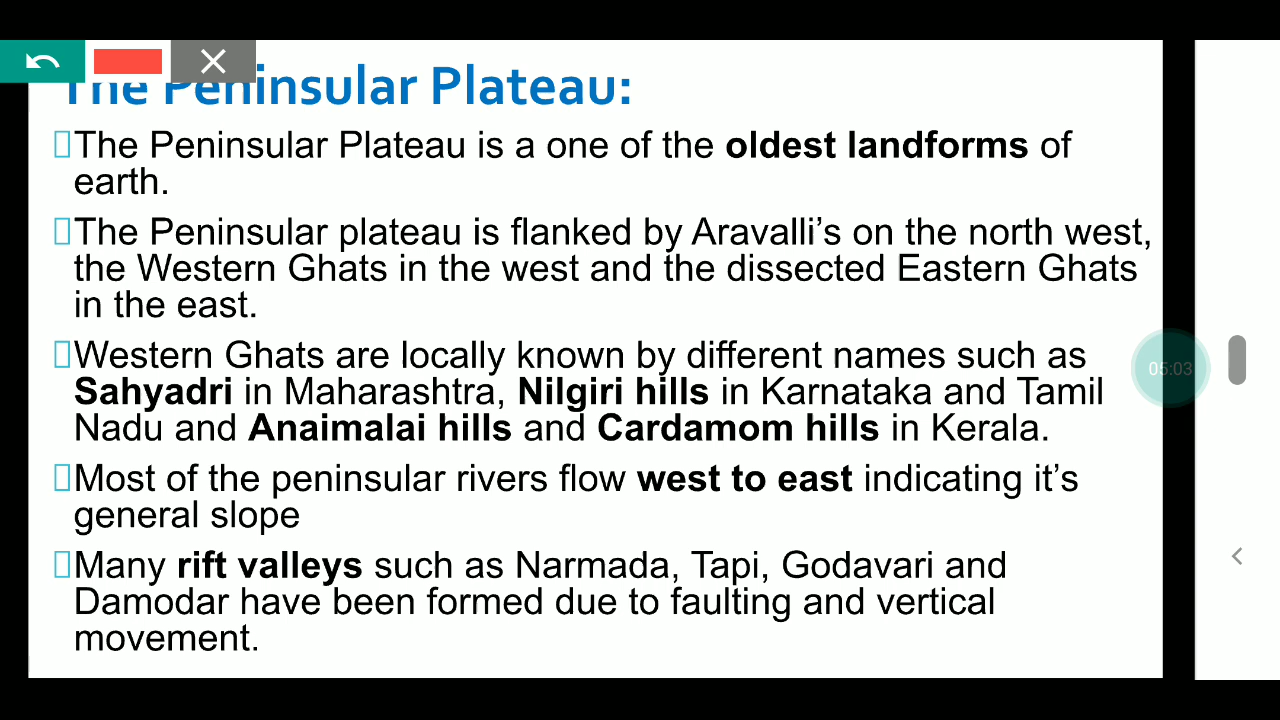 The Peninsular Plateau:
The Peninsular Plateau is a one of the oldest landforms of
earth.
The Peninsular plateau is flanked by Aravalli’s on the north west,
the Western Ghats in the west and the dissected Eastern Ghats
in the east.
Western Ghats are locally known by different names such as
Sahyadri in Maharashtra, Nilgiri hills in Karnataka and Tamil
Nadu and Anaimalai hills and Cardamom hills in Kerala.
Most of the peninsular rivers flow west to east indicating it’s
general slope
Many rift valleys such as Narmada, Tapi, Godavari and
Damodar have been formed due to faulting and vertical
movement.
05:03